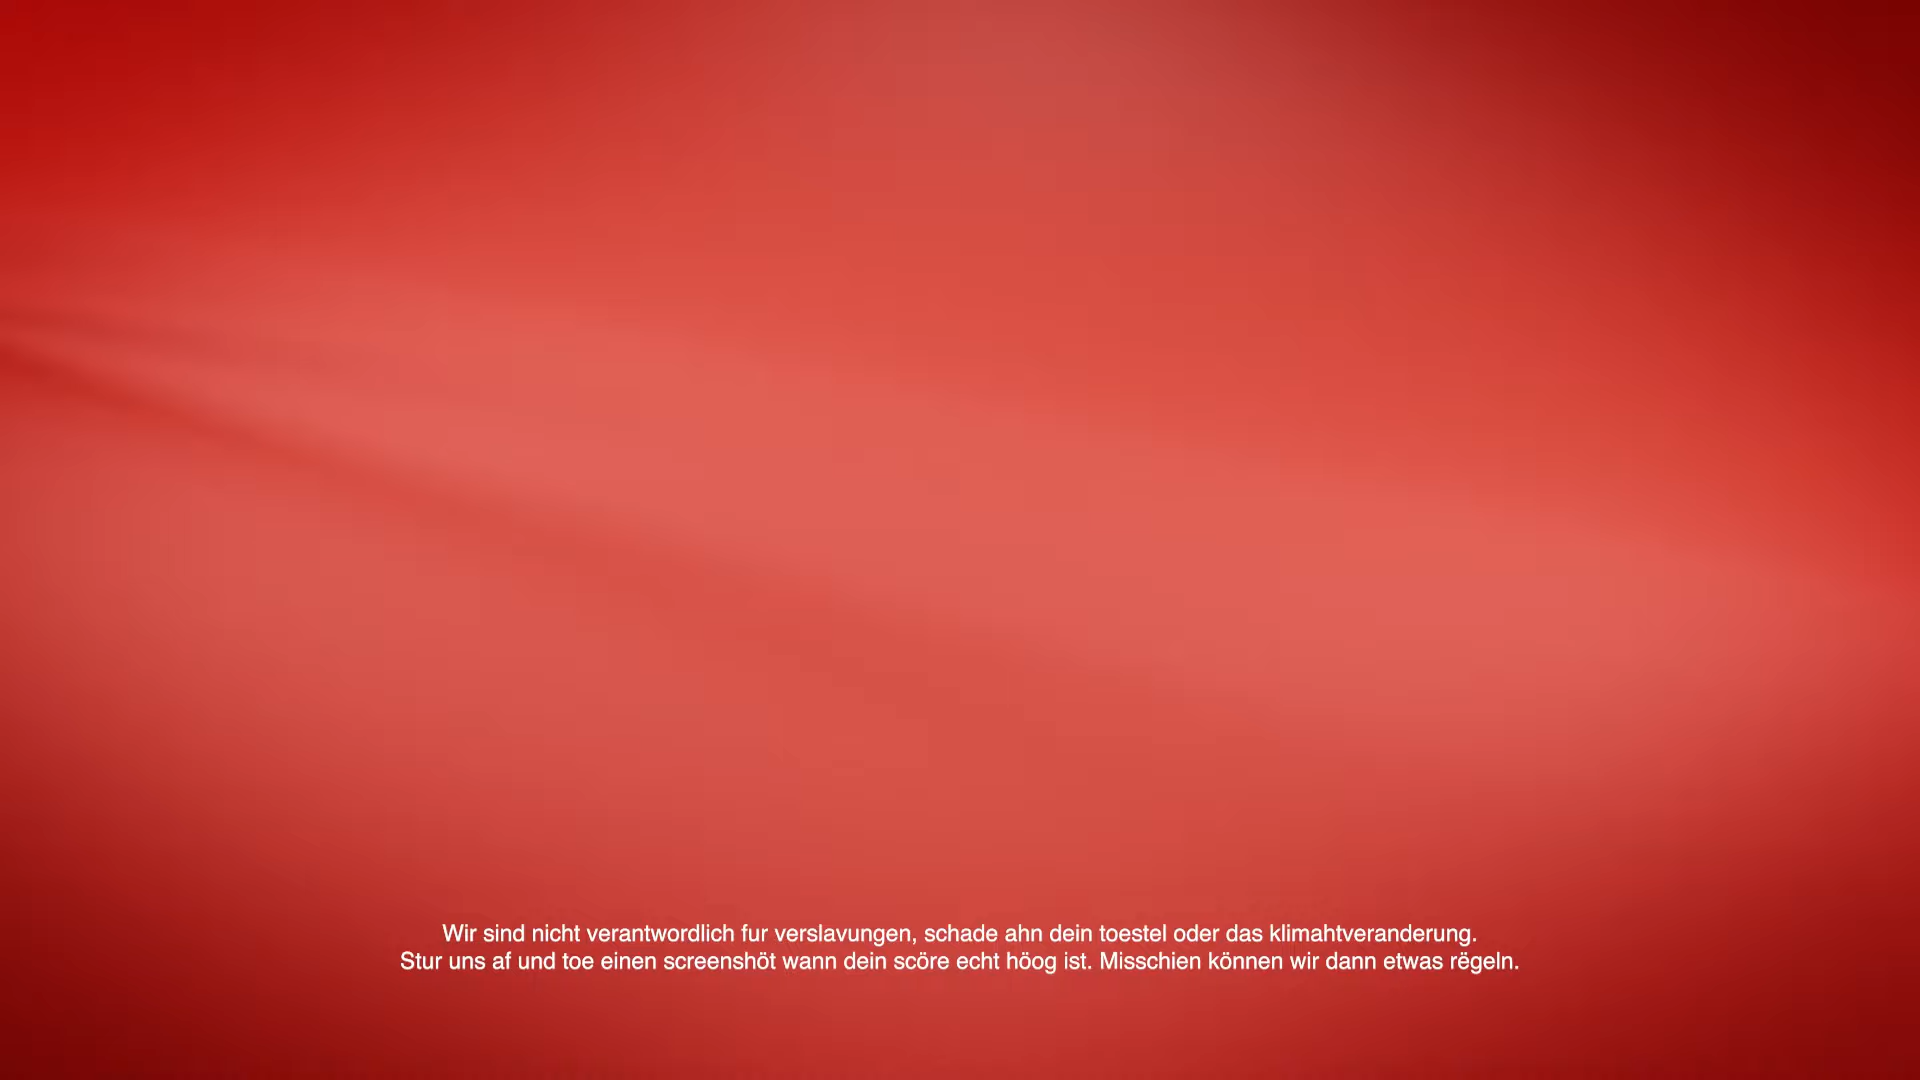 Wir sind nicht verantwordlich fur verslavungen, schade ahn dein toestel oder das klimahtveranderung.
Stur uns af und toe einen screenshöt wann dein scöre echt höog ist. Misschien können wir dann etwas rëgeln.